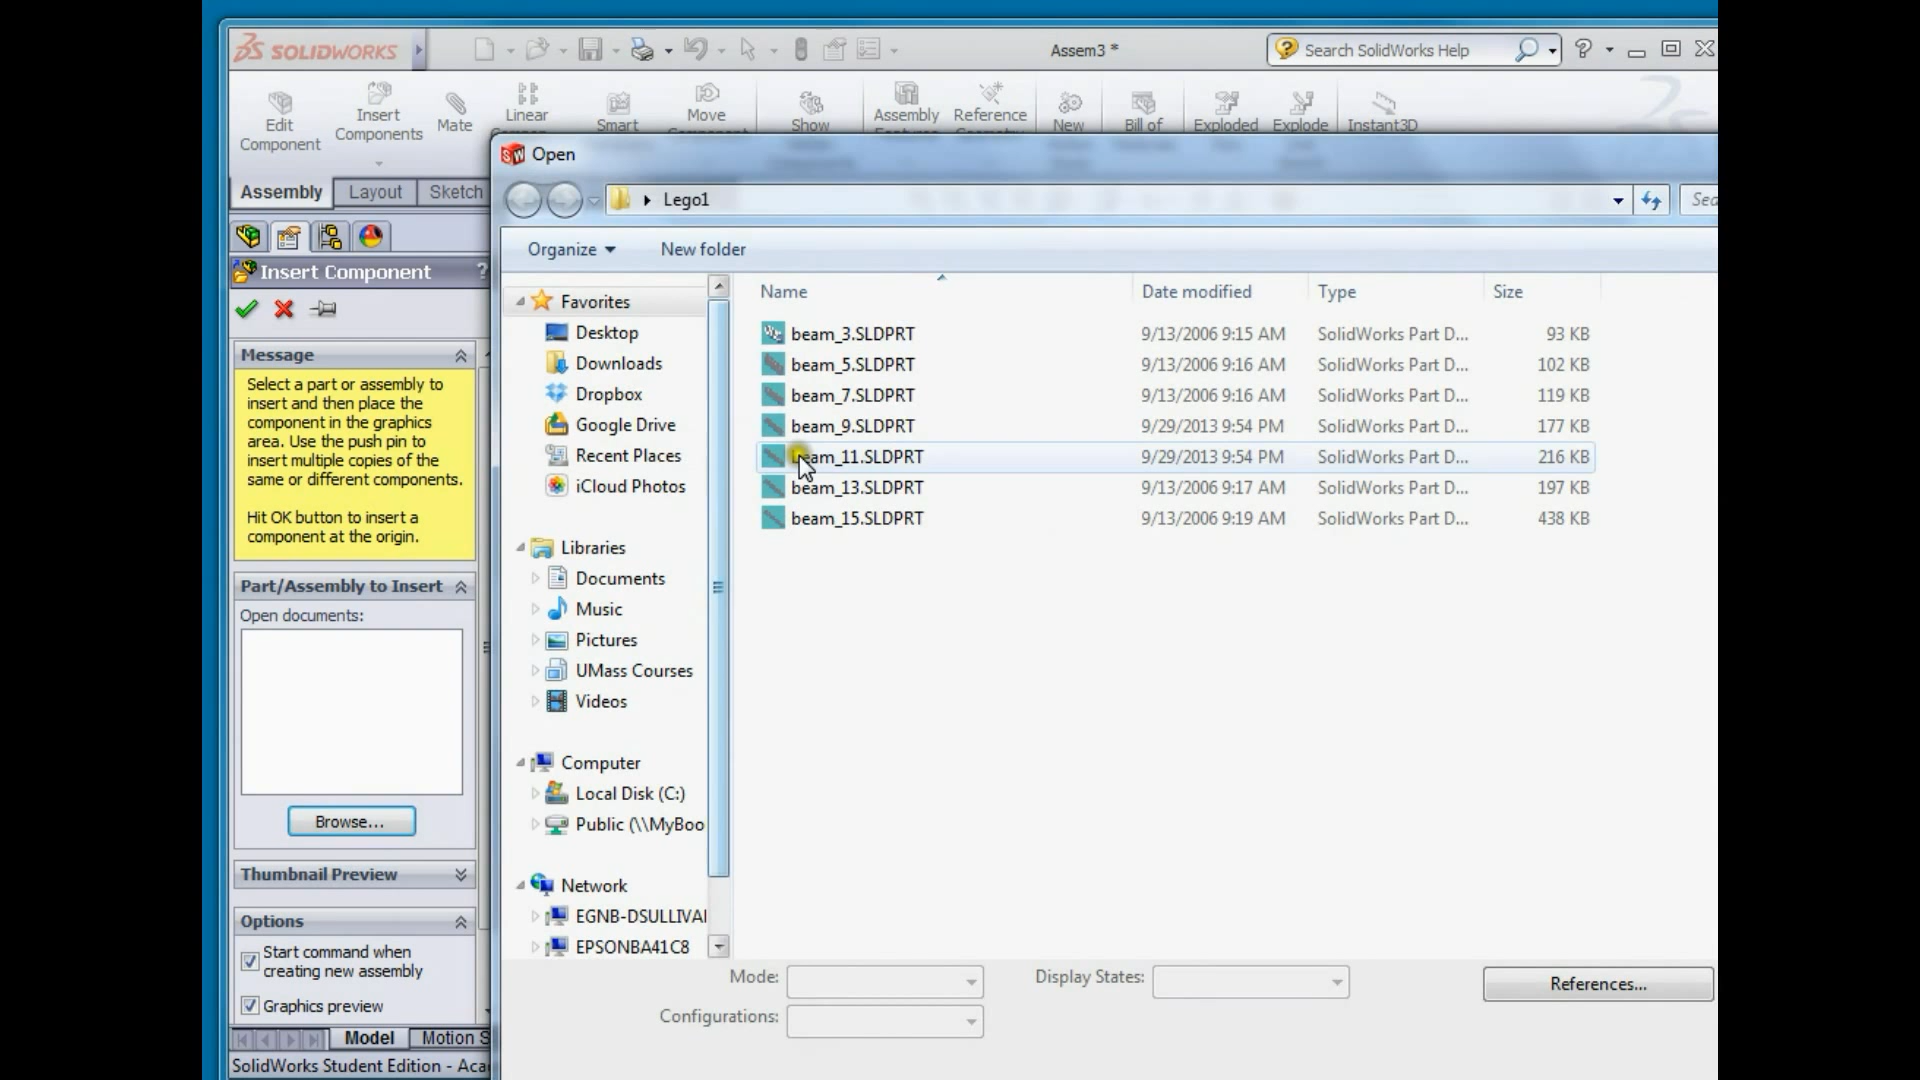 SOLIDWORKS
Assem3 *
Search SolidWorks Help
Edit Component
Insert Components
Mate
Linear
Smart
Move
Show
Assembly
Reference
New
Bill of
Exploded
Explode
Instant3D
Assembly
Layout
Sketch
Open
Lego1
Organize
New folder
Insert Component
?
Message
Select a part or assembly to
insert and then place the
component in the graphics
area. Use the push pin to
insert multiple copies of the
same or different components.
Hit OK button to insert a
component at the origin.
Part/Assembly to Insert
Open documents:
Browse...
Thumbnail Preview
Options
Start command when
creating new assembly
Graphics preview
Model
Motion S
SolidWorks Student Edition - Aca
Favorites
Desktop
Downloads
Dropbox
Google Drive
Recent Places
iCloud Photos
Libraries
Documents
Music
Pictures
UMass Courses
Videos
Computer
Local Disk (C:)
Public (\\MyBoo
Network
EGNB-DSULLIVA
EPSONBA41C8
Name Date modified Type Size
beam_3.SLDPRT 9/13/2006 9:15 AM SolidWorks Part D... 93 KB
beam_5.SLDPRT 9/13/2006 9:16 AM SolidWorks Part D... 102 KB
beam_7.SLDPRT 9/13/2006 9:16 AM SolidWorks Part D... 119 KB
beam_9.SLDPRT 9/29/2013 9:54 PM SolidWorks Part D... 177 KB
beam_11.SLDPRT 9/29/2013 9:54 PM SolidWorks Part D... 216 KB
beam_13.SLDPRT 9/13/2006 9:17 AM SolidWorks Part D... 197 KB
beam_15.SLDPRT 9/13/2006 9:19 AM SolidWorks Part D... 438 KB
Mode:
Display States:
References...
Configurations: